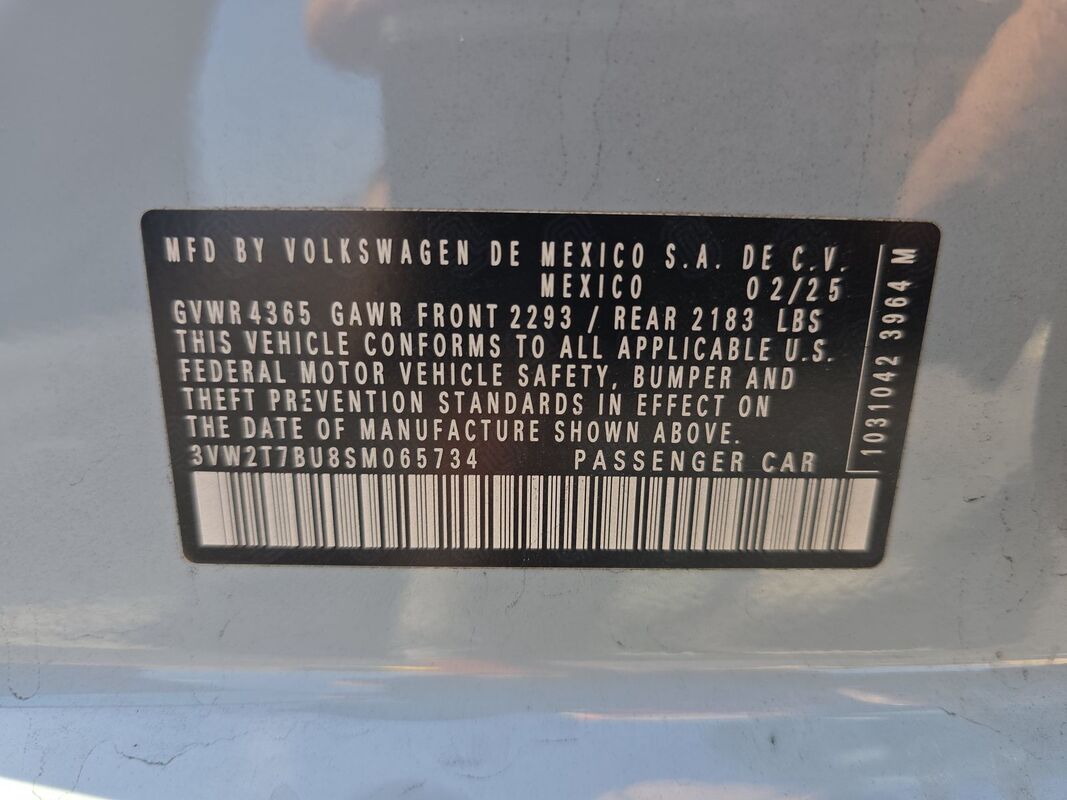 MFD BY VOLKSWAGEN DE MEXICO S.A. DE C.V.
MEXICO 02/25
GVWR 4365 GAWR FRONT 2293 / REAR 2183 LBS
THIS VEHICLE CONFORMS TO ALL APPLICABLE U.S.
FEDERAL MOTOR VEHICLE SAFETY, BUMPER AND
THEFT PREVENTION STANDARDS IN EFFECT ON
THE DATE OF MANUFACTURE SHOWN ABOVE.
3VW2T7BU8SM065734 PASSENGER CAR
1031042 3964 M